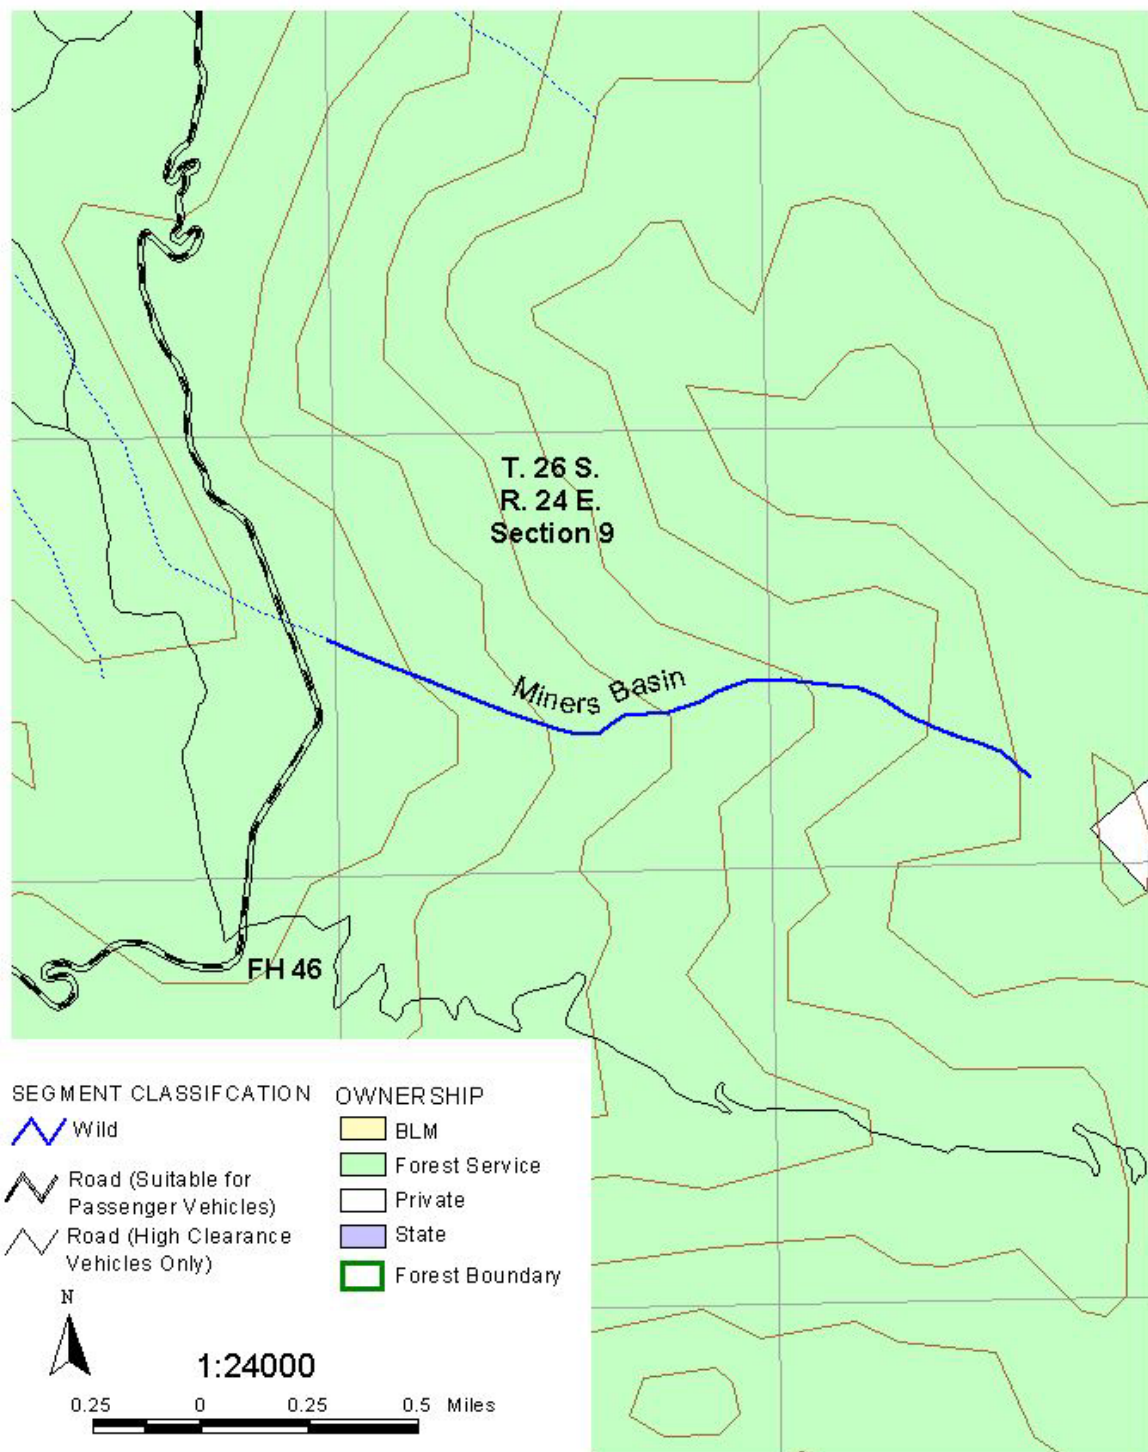 T. 26 S.
R. 24 E.
Section 9
Miners Basin
FH 46
SEGMENT CLASSIFCATION
Wild
Road (Suitable for
Passenger Vehicles)
Road (High Clearance
Vehicles Only)
OWNERSHIP
BLM
Forest Service
Private
State
Forest Boundary
N
1:24000
0.25 0 0.25 0.5 Miles